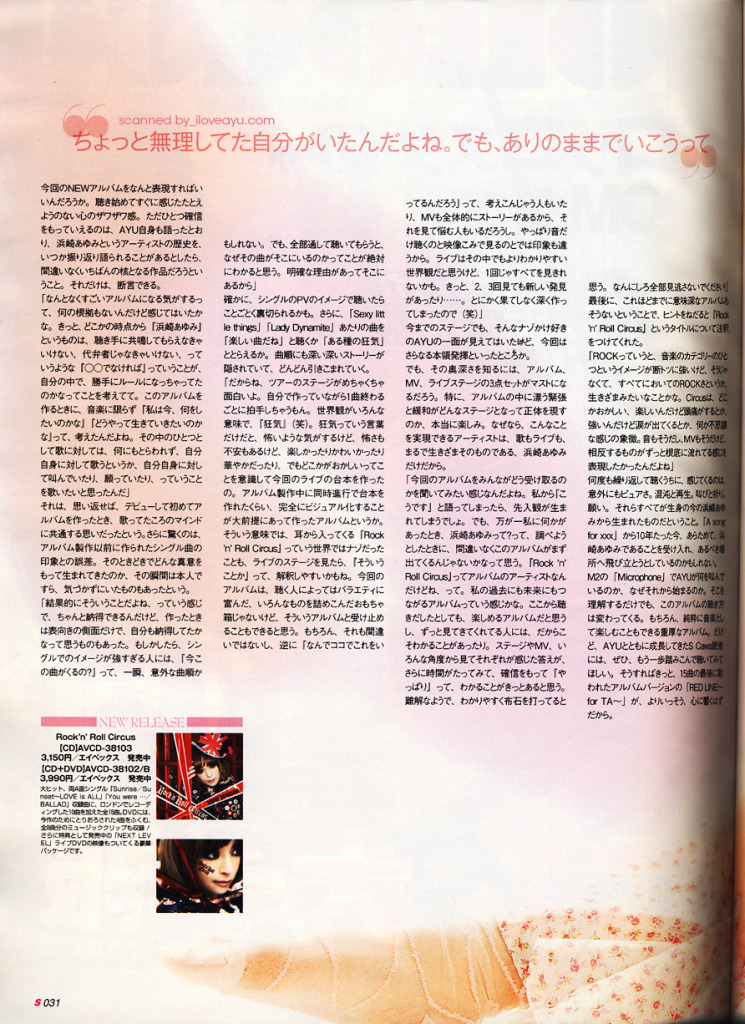 scanned by_iloveayu.com
ちょっと無理してた自分がいたんだよね。でも、ありのままでいこうって
今回のNEWアルバムをなんと表現すればい
いんだろうか。聴き始めてすぐに感じたたとえ
ようのない心のザワザワ感。ただひとつ確信
をもっていえるのは、AYU自身も語ったとお
り、浜崎あゆみというアーティストの歴史を、
いつか振り返り語られることがあるとしたら、
間違いなくいちばんの核となる作品だろうとい
うこと。それだけは、断言できる。
「なんとなくすごいアルバムになる気がするっ
て、何の根拠もないんだけど感じてはいたか
な。きっと、どこかの時点から『浜崎あゆみ』
というものは、聴き手に共鳴してもらえなきゃ
いけない、代弁者じゃなきゃいけない、って
いうような『○○でなければ』っていうことが、
自分の中で、勝手にルールになっちゃってた
のかなってことを考えてて。このアルバム
を作るときに、音楽に限らず『私は今、何をし
たいのかな』『どうやって生きていきたいのか
な』って、考えたんだよね。その中のひとつと
して歌に対しては、何にもとらわれず、自分
自身に対して歌うというか、自分自身に対し
て叫んでいたり、願っていたり、っていうこと
を歌いたいと思ったんだ」
それは、思い返せば、デビューして初めてア
ルバムを作ったとき、歌ってたころのマインド
に共通する思いだったという。さらに驚くのは、
アルバム製作以前に作られたシングル曲の
印象との誤差。そのときどきでどんな真意を
もって生まれてきたのか、その瞬間は本人で
すら、気づかずにいたものもあったという。
「結果的にそういうことだよね、っていう感じ
で、ちゃんと納得できるんだけど、作ったとき
は表向きの側面だけで、自分も納得してたか
なって思うものもあった。もしかしたら、シン
グルでのイメージが強すぎる人には、『今こ
の曲がくるの?』って、一瞬、意外な曲順か
もしれない。でも、全部通して聴いてもらうと、
なぜその曲がそこにいるのかってことが絶対
にわかると思う。明確な理由があってそこに
あるから」
確かに、シングルのPVのイメージで聴いたら
ことごとく裏切られるかも。さらに、「Sexy litt
le things」「Lady Dynamite」あたりの曲を
「楽しい曲だね」と聴くか「ある種の狂気」
ととらえるか。曲順にも深い深いストーリーが
隠されていて、どんどん引きこまれていく。
「だからね、ツアーのステージがめちゃくちゃ
面白いよ。自分で作っていながら1曲終わる
ごとに拍手しちゃうもん。世界観がいろんな
意味で、『狂気』(笑)。狂気っていう言葉
だけだと、怖いような気がするけど、怖さも
不安もあるけど、楽しかったりかわいかったり
華やかだったり、でもどこかがおかしいってこ
とを意識して今回のライブの台本を作った
の。アルバム製作中に同時進行で台本を
作れたくらい、完全にビジュアル化すること
が大前提にあって作ったアルバムというか。
そういう意味では、耳から入ってくる『Rock
'n' Roll Circus』っていう世界ではナゾだった
ことも、ライブのステージを見たら、『そういう
ことか』って、解釈しやすいかもね。今回の
アルバムは、聴く人によってはバラエティに
富んだ、いろんなものを詰めこんだおもちゃ
箱じゃないけど、そういうアルバムと受け止め
ることもできると思う。もちろん、それも間違
いではないし、逆に『なんでココでこれをい
ってるんだろう』って、考えこんじゃう人もいた
り、MVも全体的にストーリーがあるから、そ
れを見て悩む人もいるだろうし。やっぱり音だ
け聴くのと映像こみで見るのとでは印象も違
うから。ライブはその中でもよりわかりやすい
世界観だと思うけど、1回じゃすべてを見きれ
ないかも。きっと、2、3回見ても新しい発見
があったり……。とにかく果てしなく深く作っ
てしまったので(笑)」
今までのステージでも、そんなナゾかけ好き
のAYUの一面が見えてはいたけど、今回は
さらなる本領発揮といったところか。
でも、その奥深さを知るには、アルバム、
MV、ライブステージの3点セットがマストにな
るだろう。特に、アルバムの中に漂う緊張
と緩和がどんなステージとなって正体を現す
のか、本当に楽しみ。なぜなら、こんなこと
を実現できるアーティストは、歌もライブも、
まるで生きざまそのものである、浜崎あゆみ
だけだから。
「今回のアルバムをみんながどう受け取るの
かを聞いてみたい感じなんだよね。私から『こ
うです』と語ってしまったら、先入観が生ま
れてしまうでしょ。でも、万が一私に何かが
あったとき、浜崎あゆみって?って、調べよう
としたときに、間違いなくこのアルバムがまず
出てくるんじゃないかなって思う。『Rock 'n'
Roll Circus』ってアルバムのアーティストなん
だけどね、って。私の過去にも未来にもつ
ながるアルバムっていう感じかな。ここから聴
きだしたとしても、楽しめるアルバムだと思う
し、ずっと見てきてくれてる人には、だからこ
そわかることがあったり。ステージやMV、い
ろんな角度から見てそれぞれが感じた答えが、
さらに時間がたってみて、確信をもって『や
っぱり』って、わかることがきっとあると思う。
難解なようで、わかりやすく布石を打ってると
思う。なんにしろ全部見逃さないでください」
最後に、これほどまでに意味深なアルバムも
そうないということで、ヒントをねだると「Rock
'n' Roll Circus」というタイトルについて注釈
をつけてくれた。
「ROCKっていうと、音楽のカテゴリーのひと
つというイメージが断トツに強いけど、そうじゃ
なくて、すべてにおいてのROCKさというか、
生きざまみたいなことかな。Circusは、どこ
かおかしい、楽しいんだけど頭痛がするとか、
強いんだけど涙が出てくるとか、何か不思議
な感じの象徴。音もそうだし、MVもそうだけど、
相反するものがずっと根底に流れてる感じを
表現したかったんだよね」
何度も繰り返して聴くうちに、感じてくるのは、
意外にもピュアさ。混沌と再生。叫びと祈り。
願い。それらすべてが生身の今の浜崎あゆ
みから生まれたものだということ。「A song
for xxx」から10年たった今、あらためて、浜
崎あゆみであることを受け入れ、あるべき場
所へ飛び立とうとしているのかもしれない。
M2の「Microphone」でAYUが何を叫んで
いるのか、なぜそれから始まるのか。そこを
理解するだけでも、このアルバムの聴き方
は変わってくる。もちろん、純粋に音楽とし
て楽しむこともできる重厚なアルバム。だけ
ど、AYUとともに成長してきたS Cawaii読者
には、ぜひ、もう一歩踏みこんで聴いてみて
ほしい。そうすればきっと、15曲の最後に歌
われたアルバムバージョンの「RED LINE～
for TA～」が、よりいっそう、心に響くはず
だから。
NEW RELEASE
Rock'n' Roll Circus
[CD]AVCD-38103
3,150円／エイベックス 発売中
[CD+DVD]AVCD-38102/B
3,990円／エイベックス 発売中
大ヒット、両A面シングル「Sunrise／Su
nset～LOVE is ALL」「You were …／
BALLAD」収録曲に、ロンドンでレコーデ
ィングした10曲を加えた全15曲。DVDには、
今作のためにとりおろされた4曲をふくむ、
全8曲分のミュージッククリップも収録！
さらに特典として発売中の「NEXT LEV
EL」ライブDVDの映像もついてくる豪華
パッケージです。
Rock'n'Roll Circus
S 031